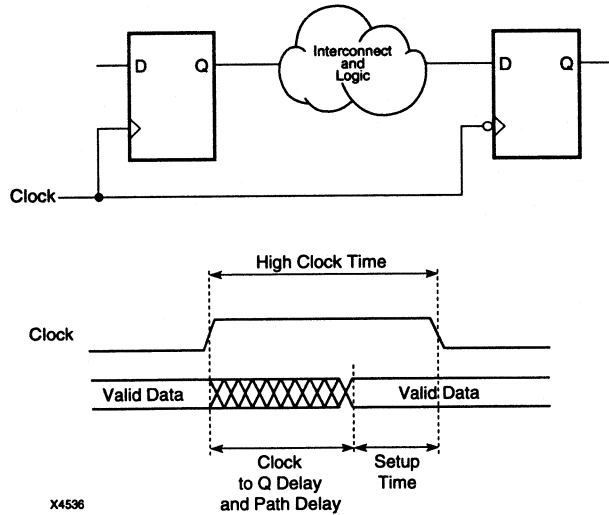 D Q
Interconnect
and
Logic
D Q
Clock
High Clock Time
Clock
Valid Data
Valid Data
Clock
to Q Delay
and Path Delay
Setup
Time
X4536